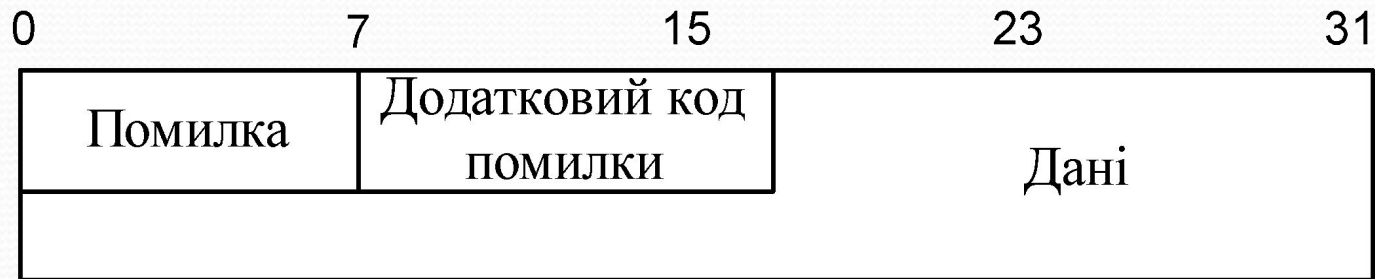 0 7 15 23 31
Помилка
Додатковий код
помилки
Дані